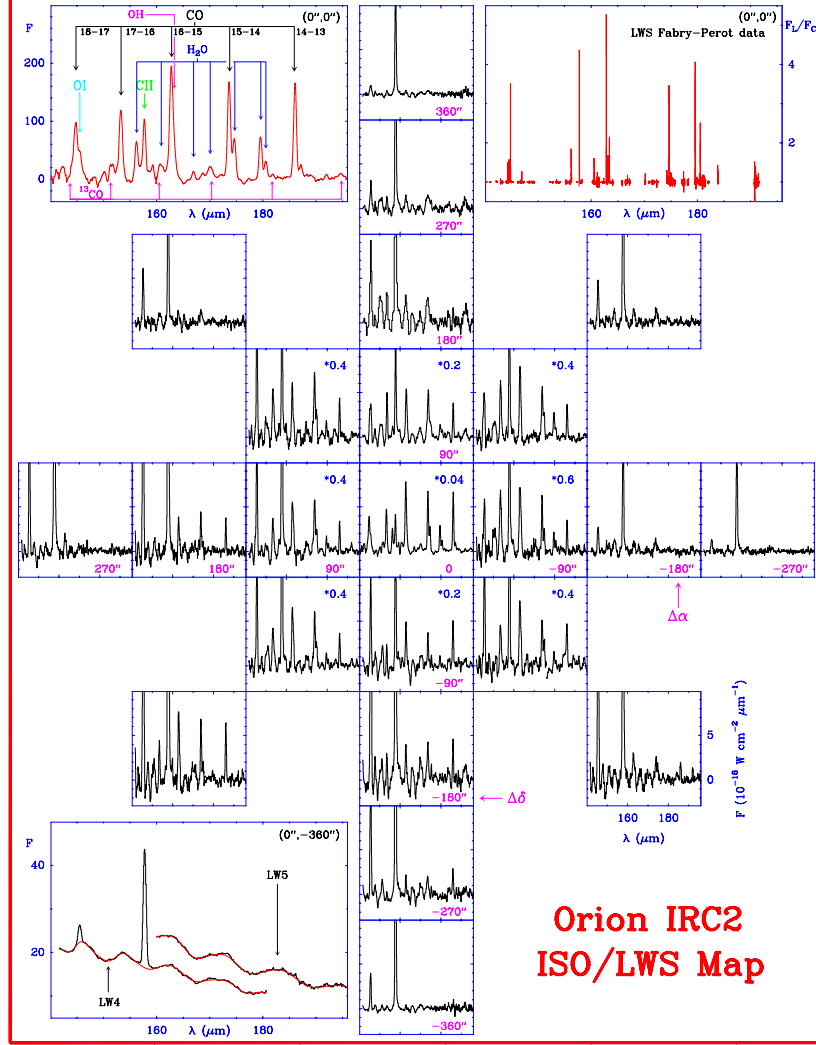 OH CO (0",0")
F 18-17 17-16 16-15 15-14 14-13
H₂O
200
OI CII
100
0
¹³CO
160 180
λ (μm)
360"
(0",0") F_L/F_C
LWS Fabry-Perot data
4
2
160 180
λ (μm)
270"
180"
*0.4 *0.2 *0.4
90"
*0.4 *0.04 *0.6
270" 180" 90" 0 -90" -180" -270"
Δα
*0.4 *0.2 *0.4
-90"
-180" Δδ
5
0
F (10⁻¹⁸ W cm⁻² μm⁻¹)
160 180
λ (μm)
F (0",-360")
40
LW5
20
LW4
160 180
λ (μm)
-270"
-360"
Orion IRC2
ISO/LWS Map